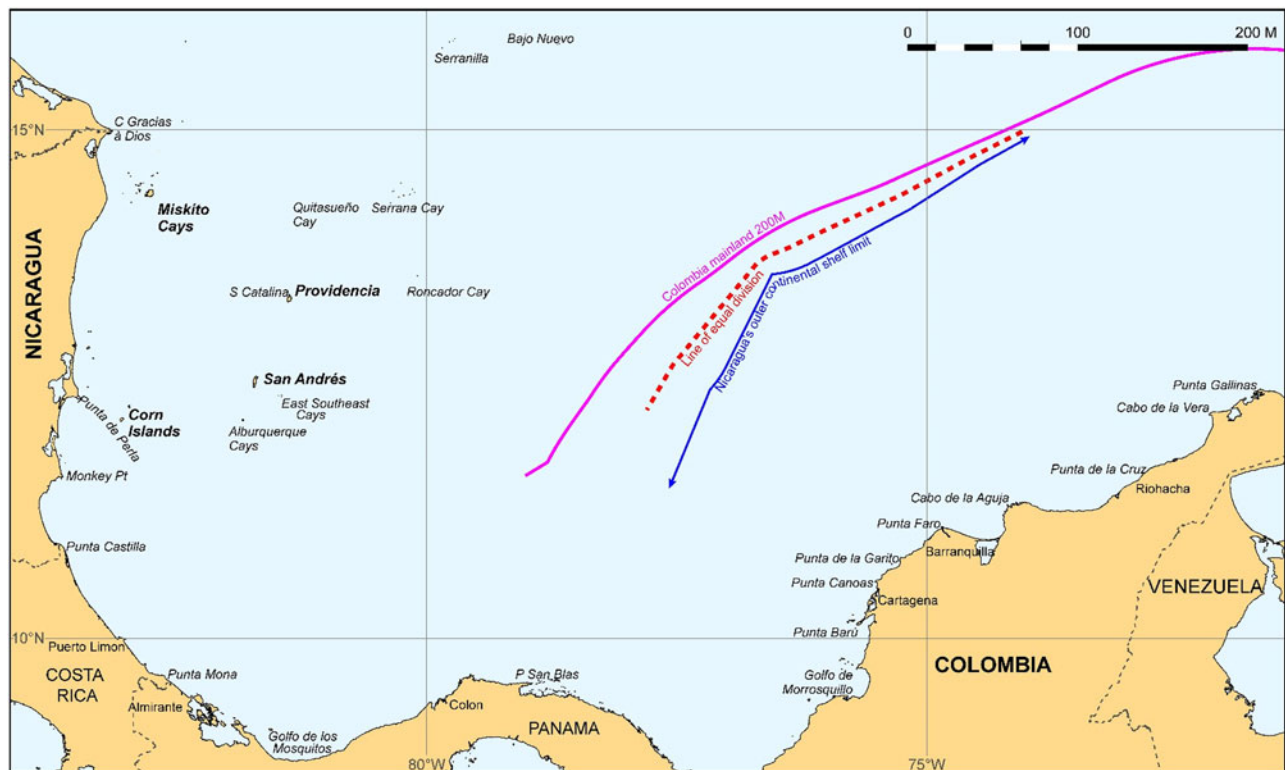 Bajo Nuevo
Serranilla
0
100
200 M
C Gracias
à Dios
15°N
Miskito
Cays
Quitasueño
Cay
Serrana Cay
Colombia mainland 200M
NICARAGUA
S Catalina
Providencia
Roncador Cay
Line of equal division
Nicaragua's outer continental shelf limit
San Andrés
East Southeast
Cays
Punta de Perla
Corn
Islands
Alburquerque
Cays
Monkey Pt
Punta Gallinas
Cabo de la Vera
Punta de la Cruz
Riohacha
Cabo de la Aguja
Punta Faro
Barranquilla
Punta Castilla
Punta de la Garito
Punta Canoas
Cartagena
VENEZUELA
10°N
Punta Barú
Puerto Limon
COSTA
RICA
Punta Mona
Almirante
P San Blas
Colon
PANAMA
Golfo de
Morrosquillo
COLOMBIA
Golfo de los
Mosquitos
80°W
75°W